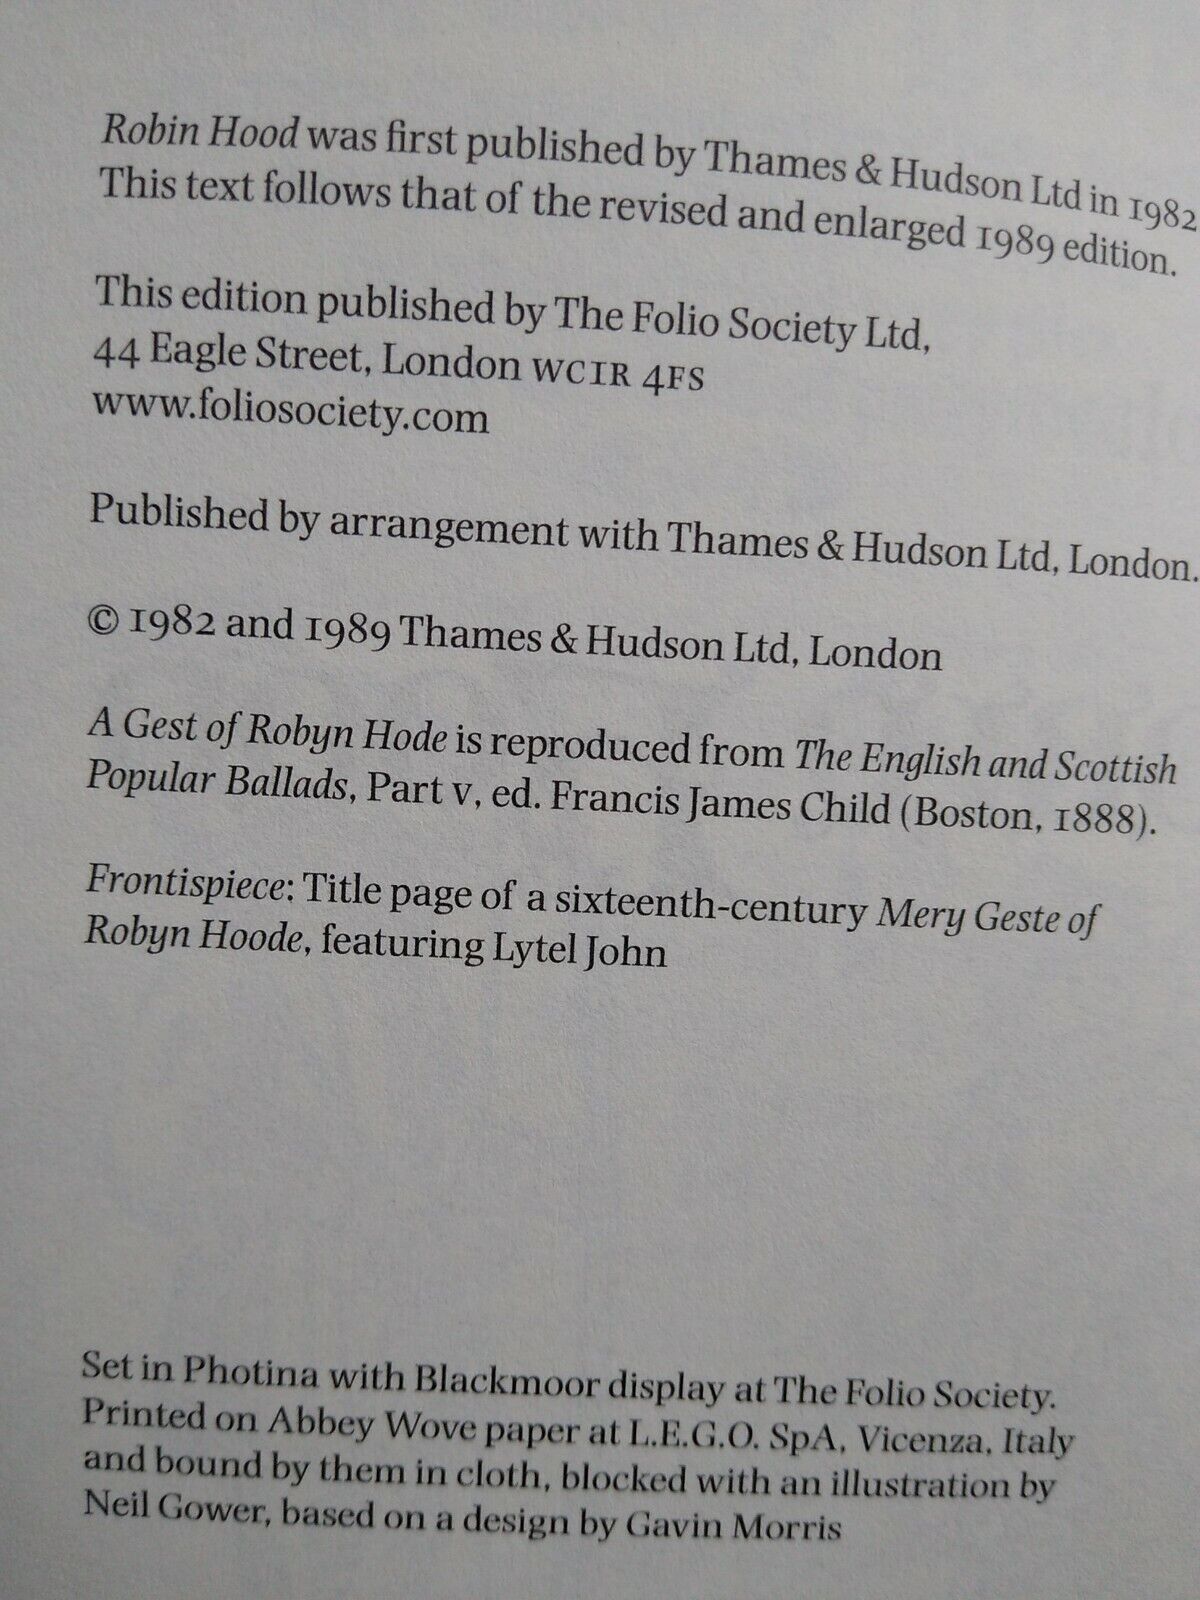 Robin Hood was first published by Thames & Hudson Ltd in 1982
This text follows that of the revised and enlarged 1989 edition.
This edition published by The Folio Society Ltd,
44 Eagle Street, London WC1R 4FS
www.foliosociety.com
Published by arrangement with Thames & Hudson Ltd, London.
© 1982 and 1989 Thames & Hudson Ltd, London
A Gest of Robyn Hode is reproduced from The English and Scottish
Popular Ballads, Part V, ed. Francis James Child (Boston, 1888).
Frontispiece: Title page of a sixteenth-century Mery Geste of
Robyn Hoode, featuring Lytel John
Set in Photina with Blackmoor display at The Folio Society.
Printed on Abbey Wove paper at L.E.G.O. SpA, Vicenza, Italy
and bound by them in cloth, blocked with an illustration by
Neil Gower, based on a design by Gavin Morris